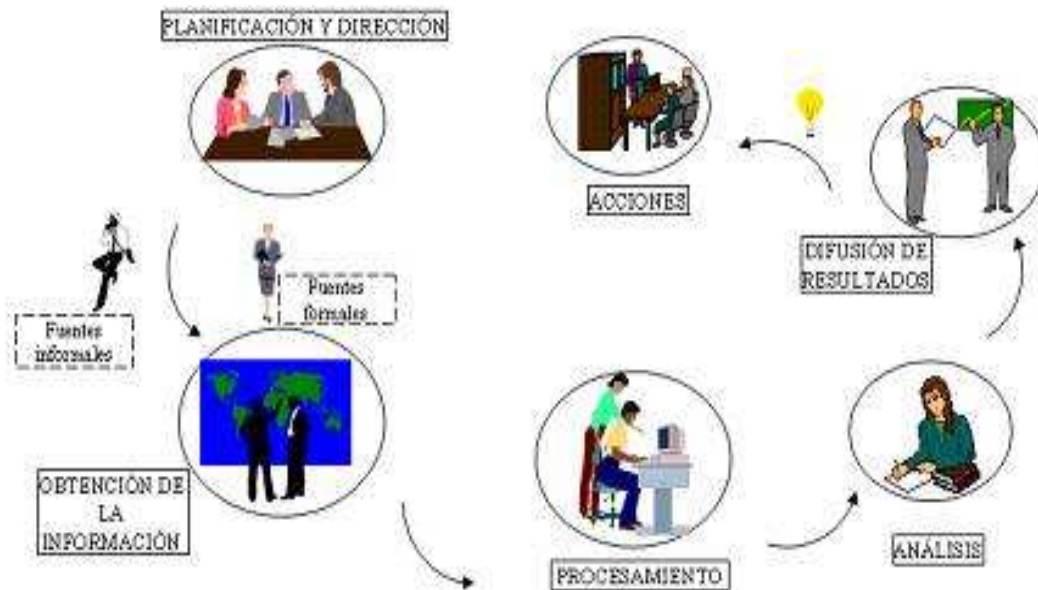 PLANIFICACIÓN Y DIRECCIÓN
ACCIONES
DIFUSIÓN DE
RESULTADOS
Fuentes
formales
Fuentes
informales
OBTENCIÓN DE
LA
INFORMACIÓN
PROCESAMIENTO
ANÁLISIS